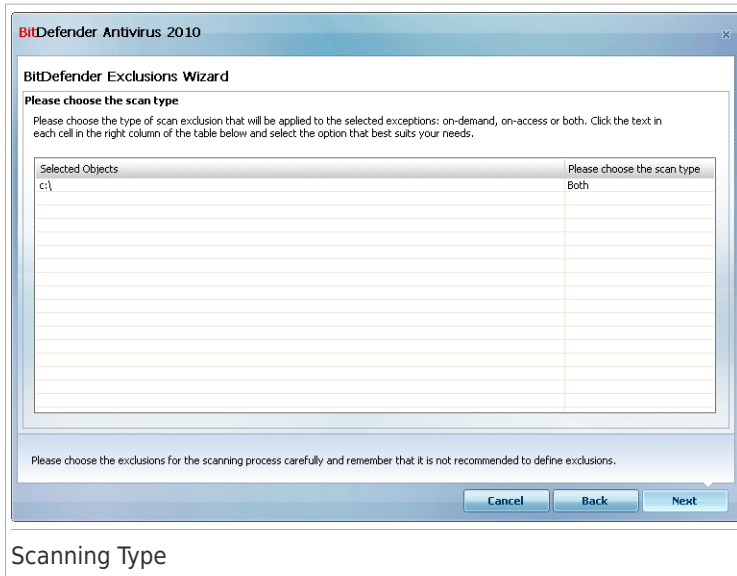 BitDefender Antivirus 2010
x
BitDefender Exclusions Wizard
Please choose the scan type
Please choose the type of scan exclusion that will be applied to the selected exceptions: on-demand, on-access or both. Click the text in
each cell in the right column of the table below and select the option that best suits your needs.
Selected Objects Please choose the scan type
c:\ Both
Please choose the exclusions for the scanning process carefully and remember that it is not recommended to define exclusions.
Cancel Back Next
Scanning Type